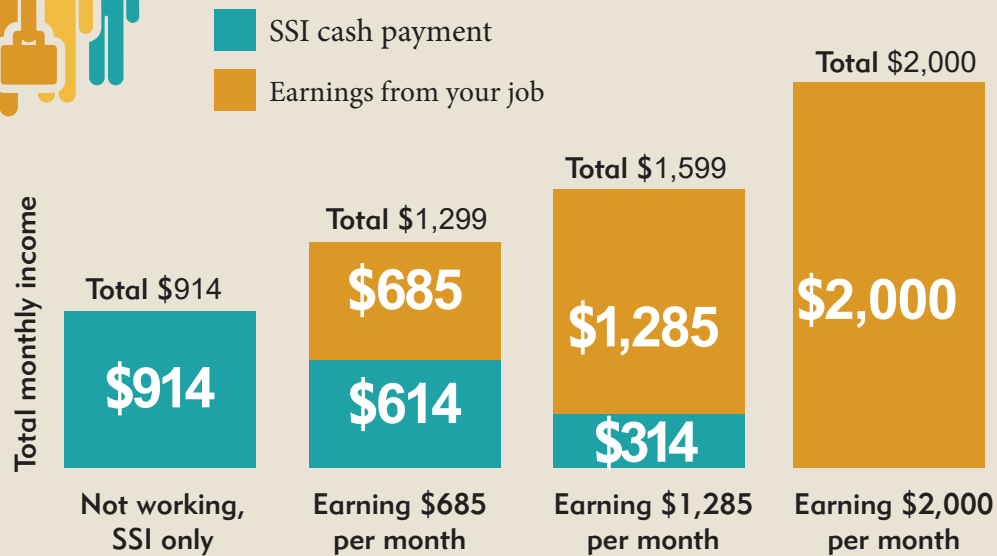 SSI cash payment
Earnings from your job
Total monthly income
Total $914
$914
Not working,
SSI only
Total $1,299
$685
$614
Earning $685
per month
Total $1,599
$1,285
$314
Earning $1,285
per month
Total $2,000
$2,000
Earning $2,000
per month